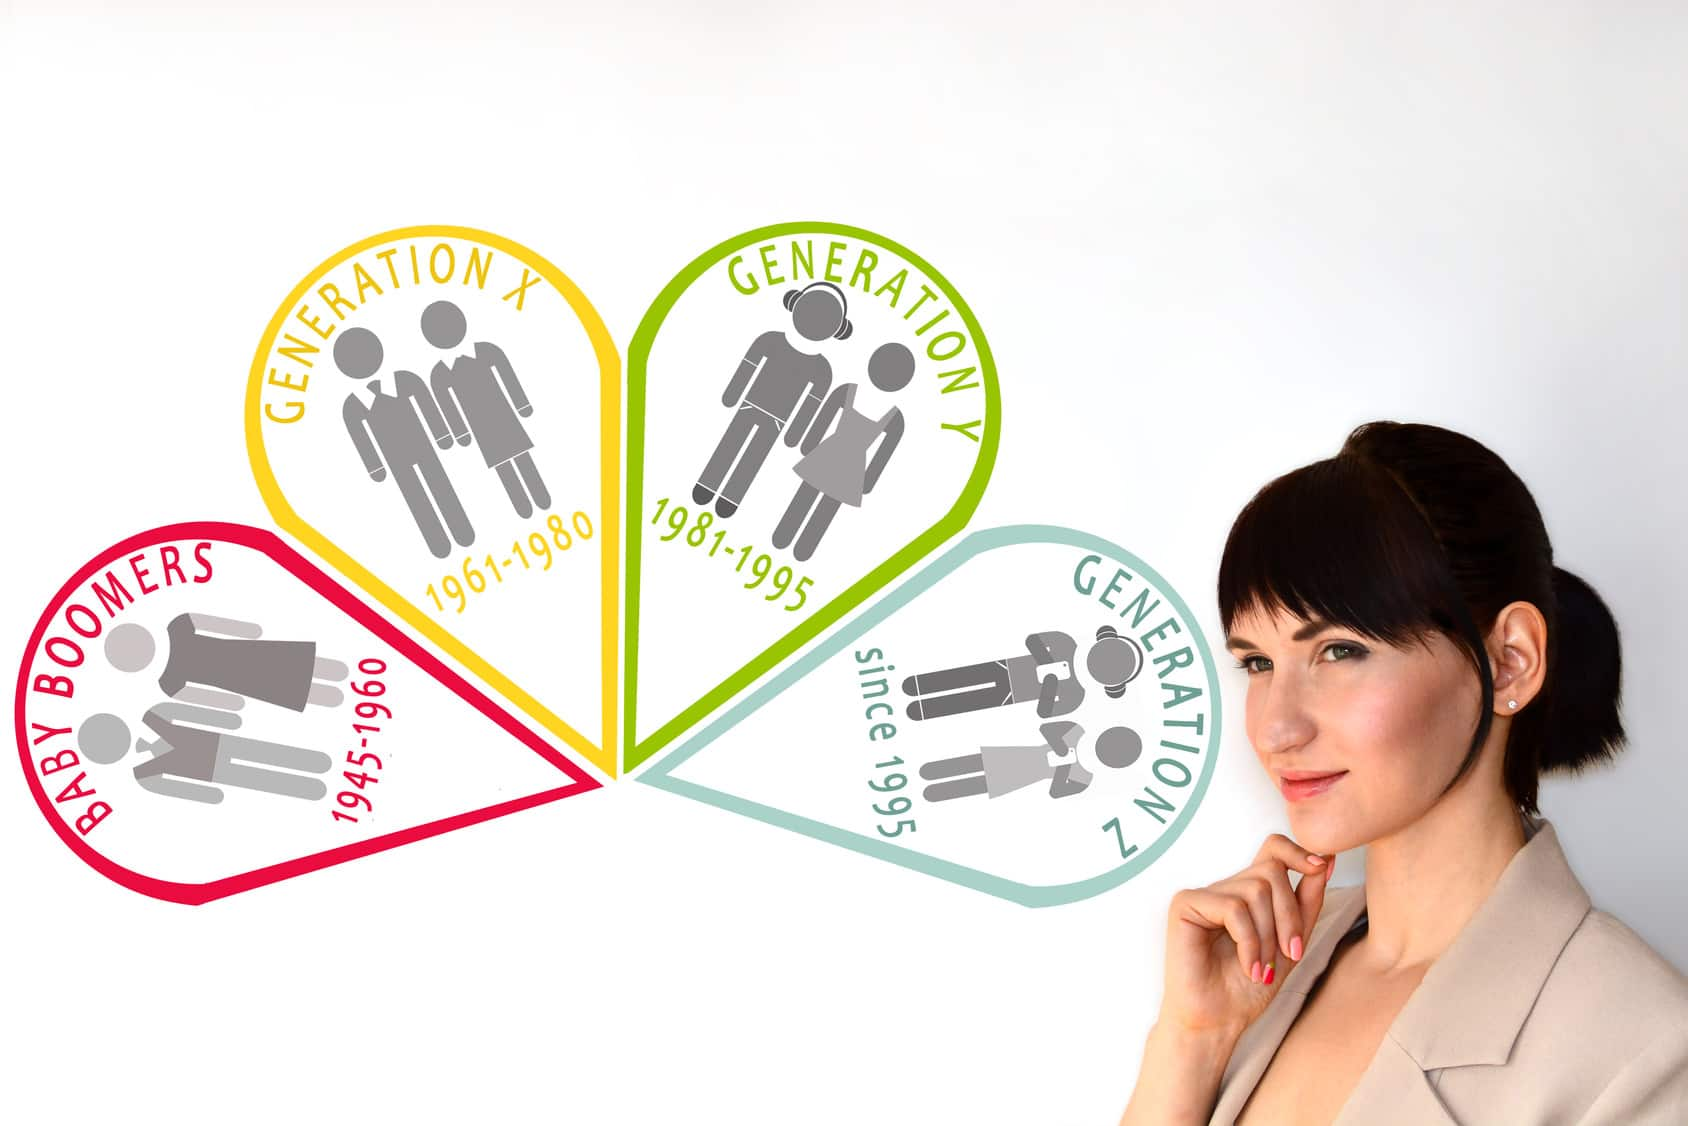 BABY BOOMERS
1945-1960
GENERATION X
1961-1980
GENERATION Y
1981-1995
GENERATION Z
since 1995